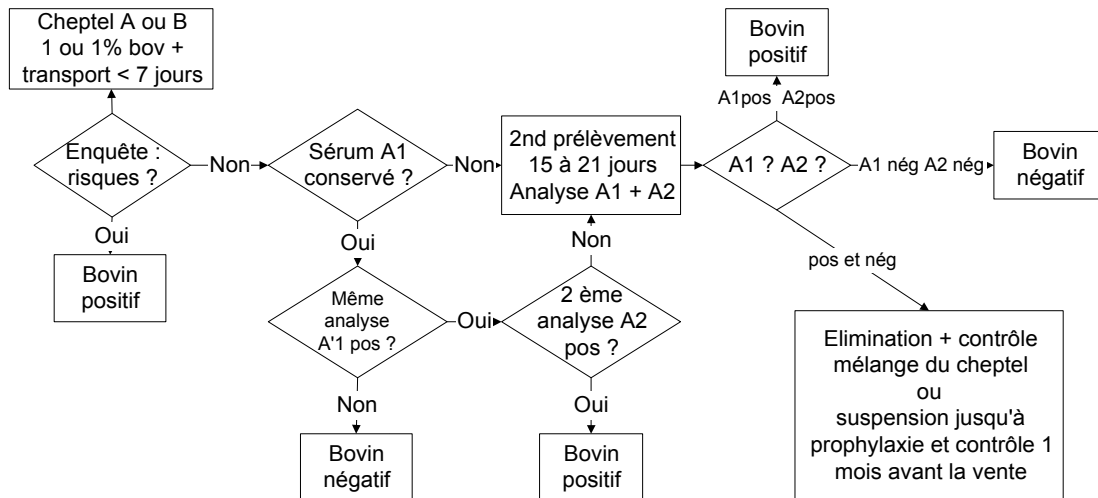 Cheptel A ou B
1 ou 1% bov +
transport < 7 jours
Enquête :
risques ?
Non
Oui
Bovin
positif
Sérum A1
conservé ?
Non
Oui
Même
analyse
A'1 pos ?
Oui
Non
Bovin
négatif
2nd prélèvement
15 à 21 jours
Analyse A1 + A2
Non
2 ème
analyse A2
pos ?
Oui
Bovin
positif
Bovin
positif
A1pos A2pos
A1 ? A2 ?
A1 nég A2 nég
Bovin
négatif
pos et nég
Elimination + contrôle
mélange du cheptel
ou
suspension jusqu'à
prophylaxie et contrôle 1
mois avant la vente